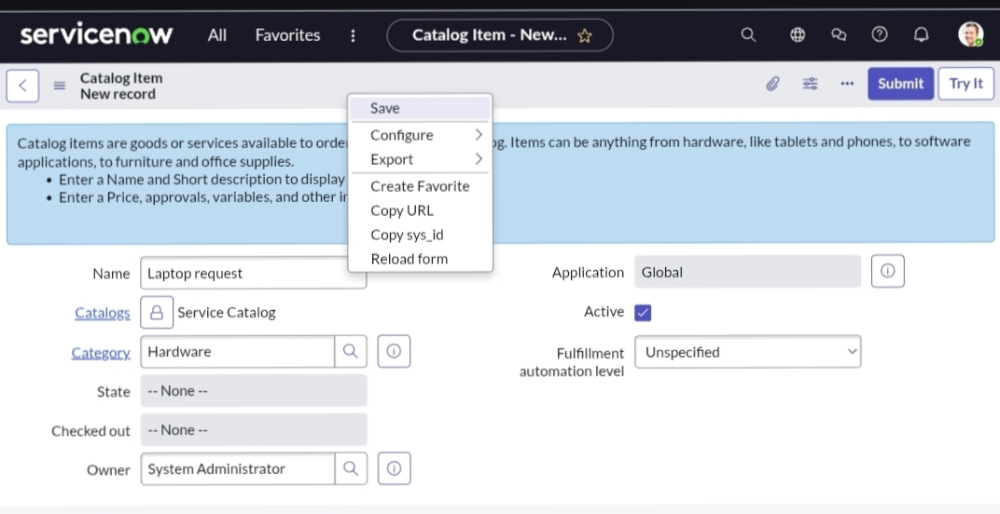 servicenow All Favorites Catalog Item - New...
Catalog Item
New record
Submit Try It
Save
Configure
Export
Create Favorite
Copy URL
Copy sys_id
Reload form
Catalog items are goods or services available to orde
g. Items can be anything from hardware, like tablets and phones, to software
applications, to furniture and office supplies.
• Enter a Name and Short description to display
• Enter a Price, approvals, variables, and other
Name Laptop request
Application Global
Catalogs Service Catalog
Active
Category Hardware
Fulfillment automation level Unspecified
State -- None --
Checked out -- None --
Owner System Administrator